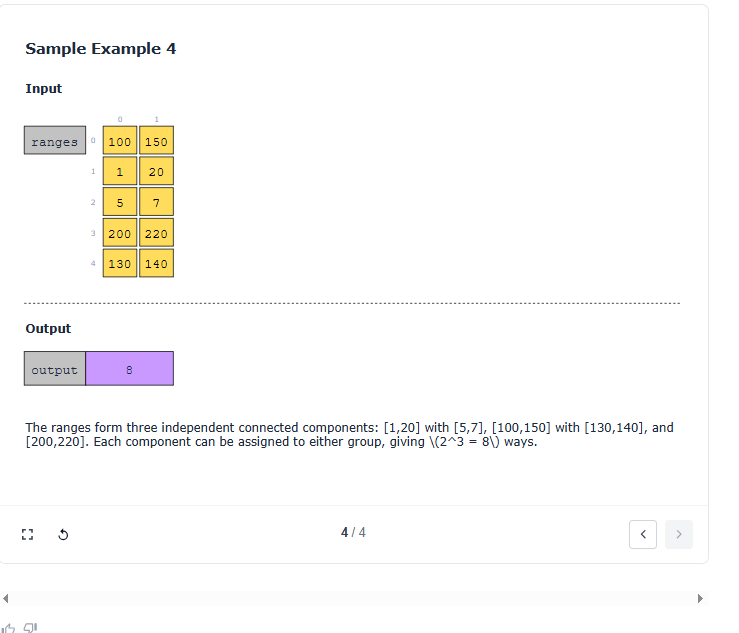 Sample Example 4
Input
0 1
ranges 0 100 150
1 1 20
2 5 7
3 200 220
4 130 140
Output
output 8
The ranges form three independent connected components: [1,20] with [5,7], [100,150] with [130,140], and
[200,220]. Each component can be assigned to either group, giving \(2^3 = 8\) ways.
4 / 4